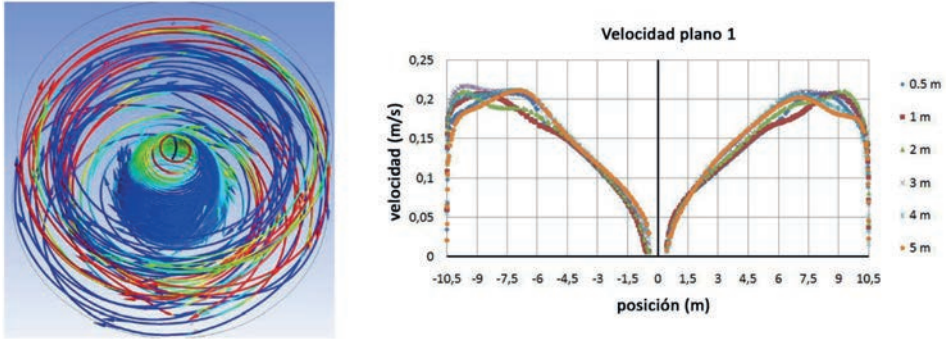 Velocidad plano 1
velocidad (m/s)
0,25
0,2
0,15
0,1
0,05
0
-10,5 -9 -7,5 -6 -4,5 -3 -1,5 0 1,5 3 4,5 6 7,5 9 10,5
posición (m)
0.5 m
1 m
2 m
3 m
4 m
5 m